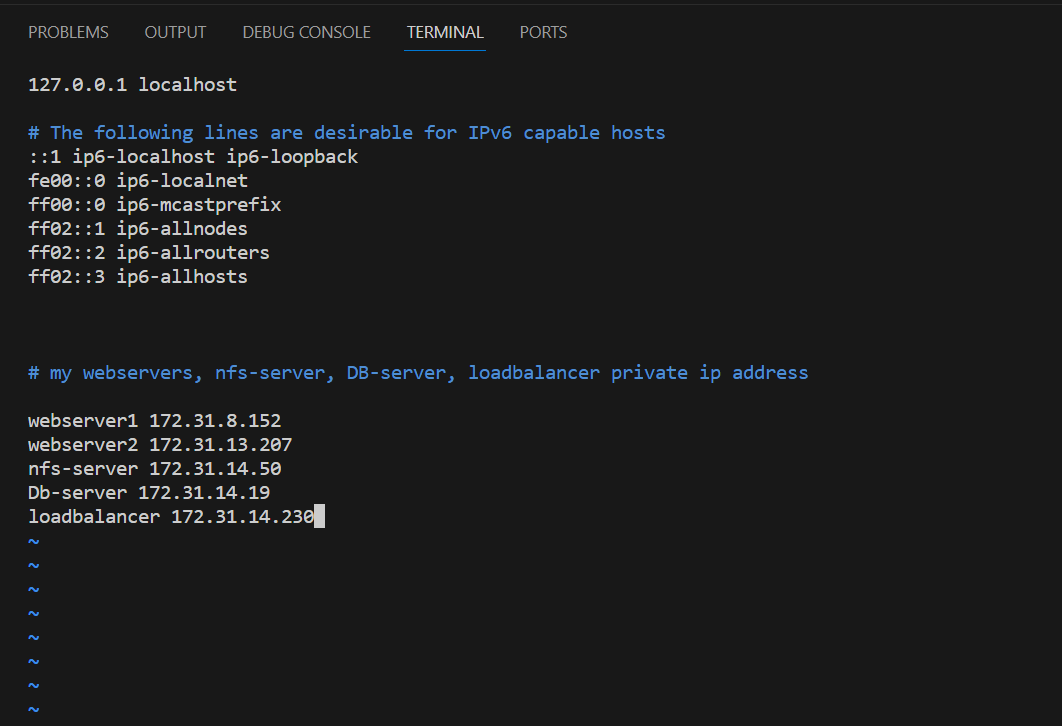 PROBLEMS OUTPUT DEBUG CONSOLE TERMINAL PORTS
127.0.0.1 localhost
# The following lines are desirable for IPv6 capable hosts
::1 ip6-localhost ip6-loopback
fe00::0 ip6-localnet
ff00::0 ip6-mcastprefix
ff02::1 ip6-allnodes
ff02::2 ip6-allrouters
ff02::3 ip6-allhosts
# my webservers, nfs-server, DB-server, loadbalancer private ip address
webserver1 172.31.8.152
webserver2 172.31.13.207
nfs-server 172.31.14.50
Db-server 172.31.14.19
loadbalancer 172.31.14.230
~
~
~
~
~
~
~
~